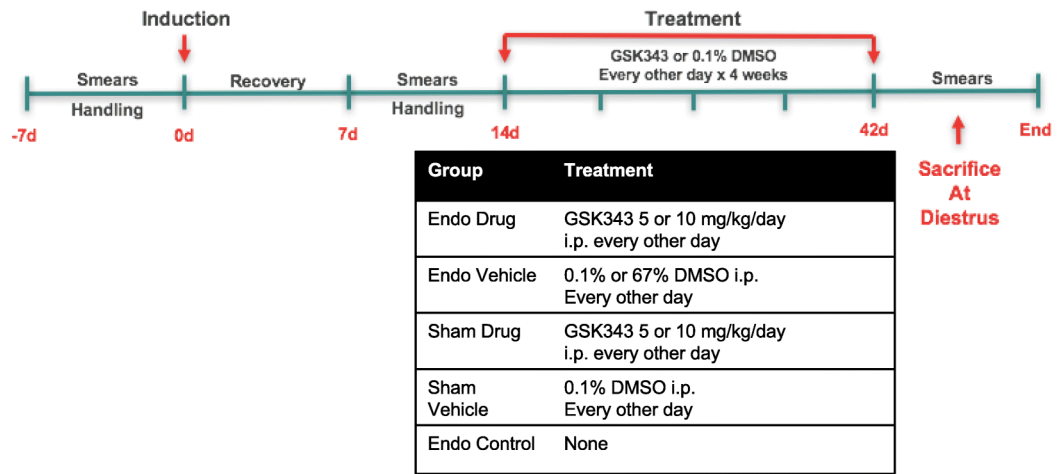 Induction
Treatment
GSK343 or 0.1% DMSO
Every other day x 4 weeks
Smears
Recovery
Smears
Smears
Handling
Handling
-7d
0d
7d
14d
42d
End
Sacrifice
At
Diestrus
Group Treatment
Endo Drug GSK343 5 or 10 mg/kg/day
i.p. every other day
Endo Vehicle 0.1% or 67% DMSO i.p.
Every other day
Sham Drug GSK343 5 or 10 mg/kg/day
i.p. every other day
Sham 0.1% DMSO i.p.
Vehicle Every other day
Endo Control None